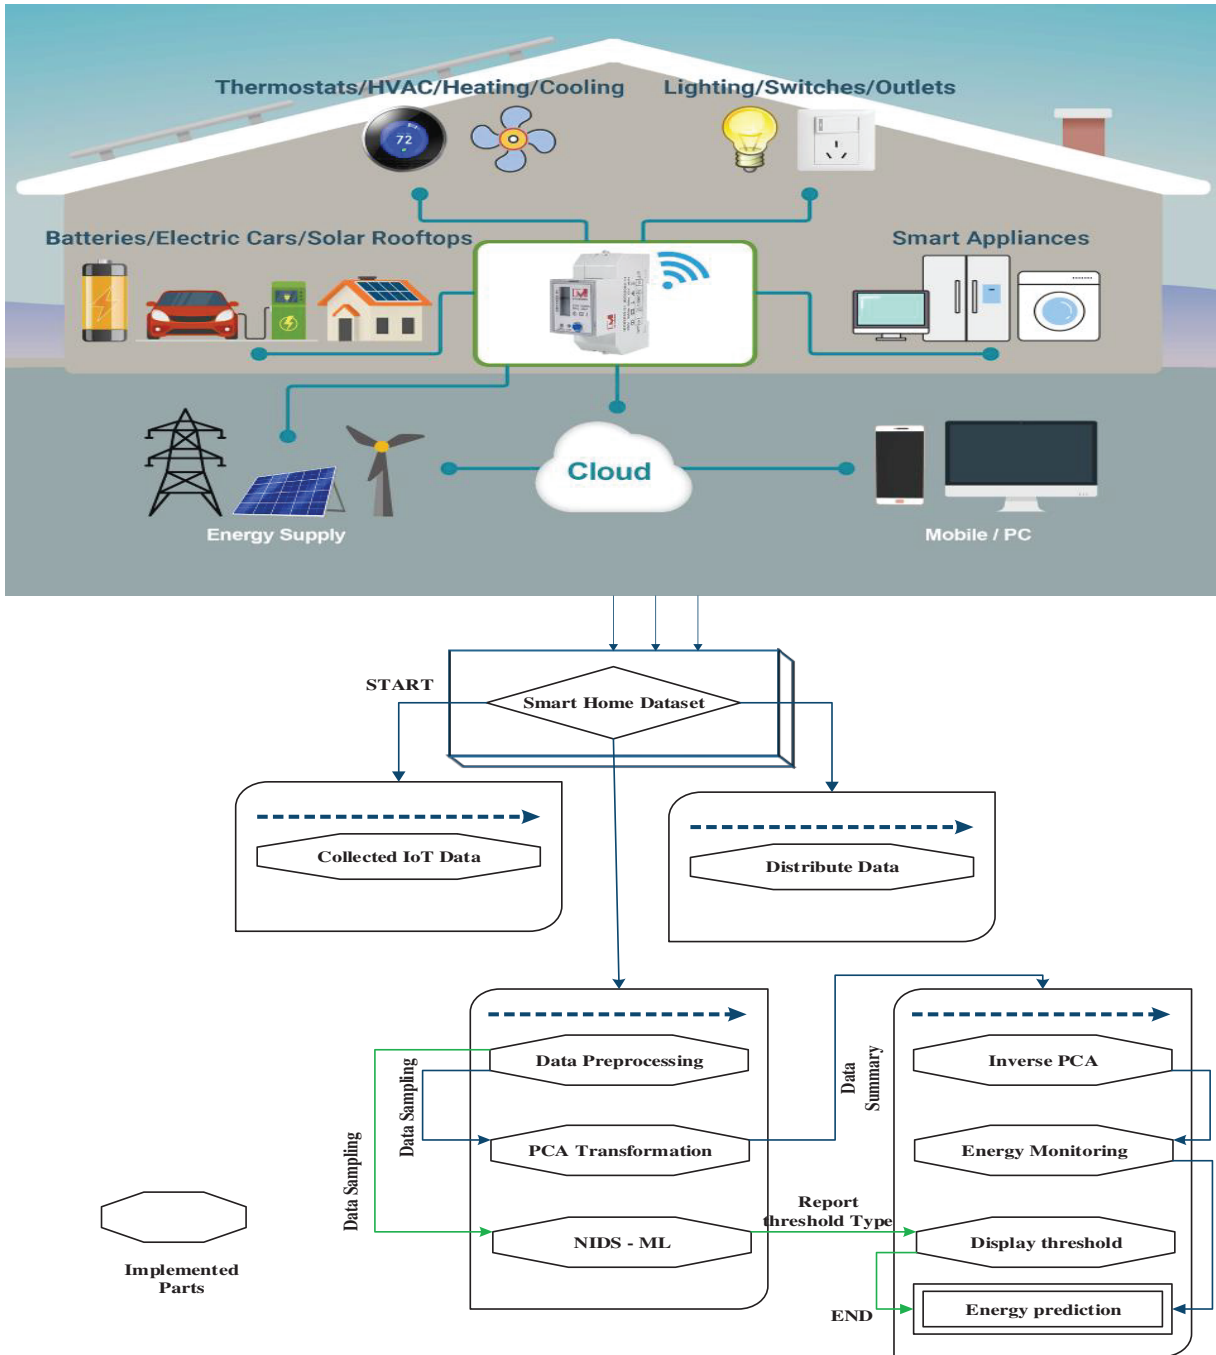 Thermostats/HVAC/Heating/Cooling
Lighting/Switches/Outlets
72
Batteries/Electric Cars/Solar Rooftops
Smart Appliances
Cloud
Energy Supply
Mobile / PC
START
Smart Home Dataset
Collected IoT Data
Distribute Data
Data Preprocessing
Data Sampling
Data Sampling
PCA Transformation
NIDS - ML
Data
Summary
Inverse PCA
Energy Monitoring
Report
threshold Type
Display threshold
END
Energy prediction
Implemented
Parts